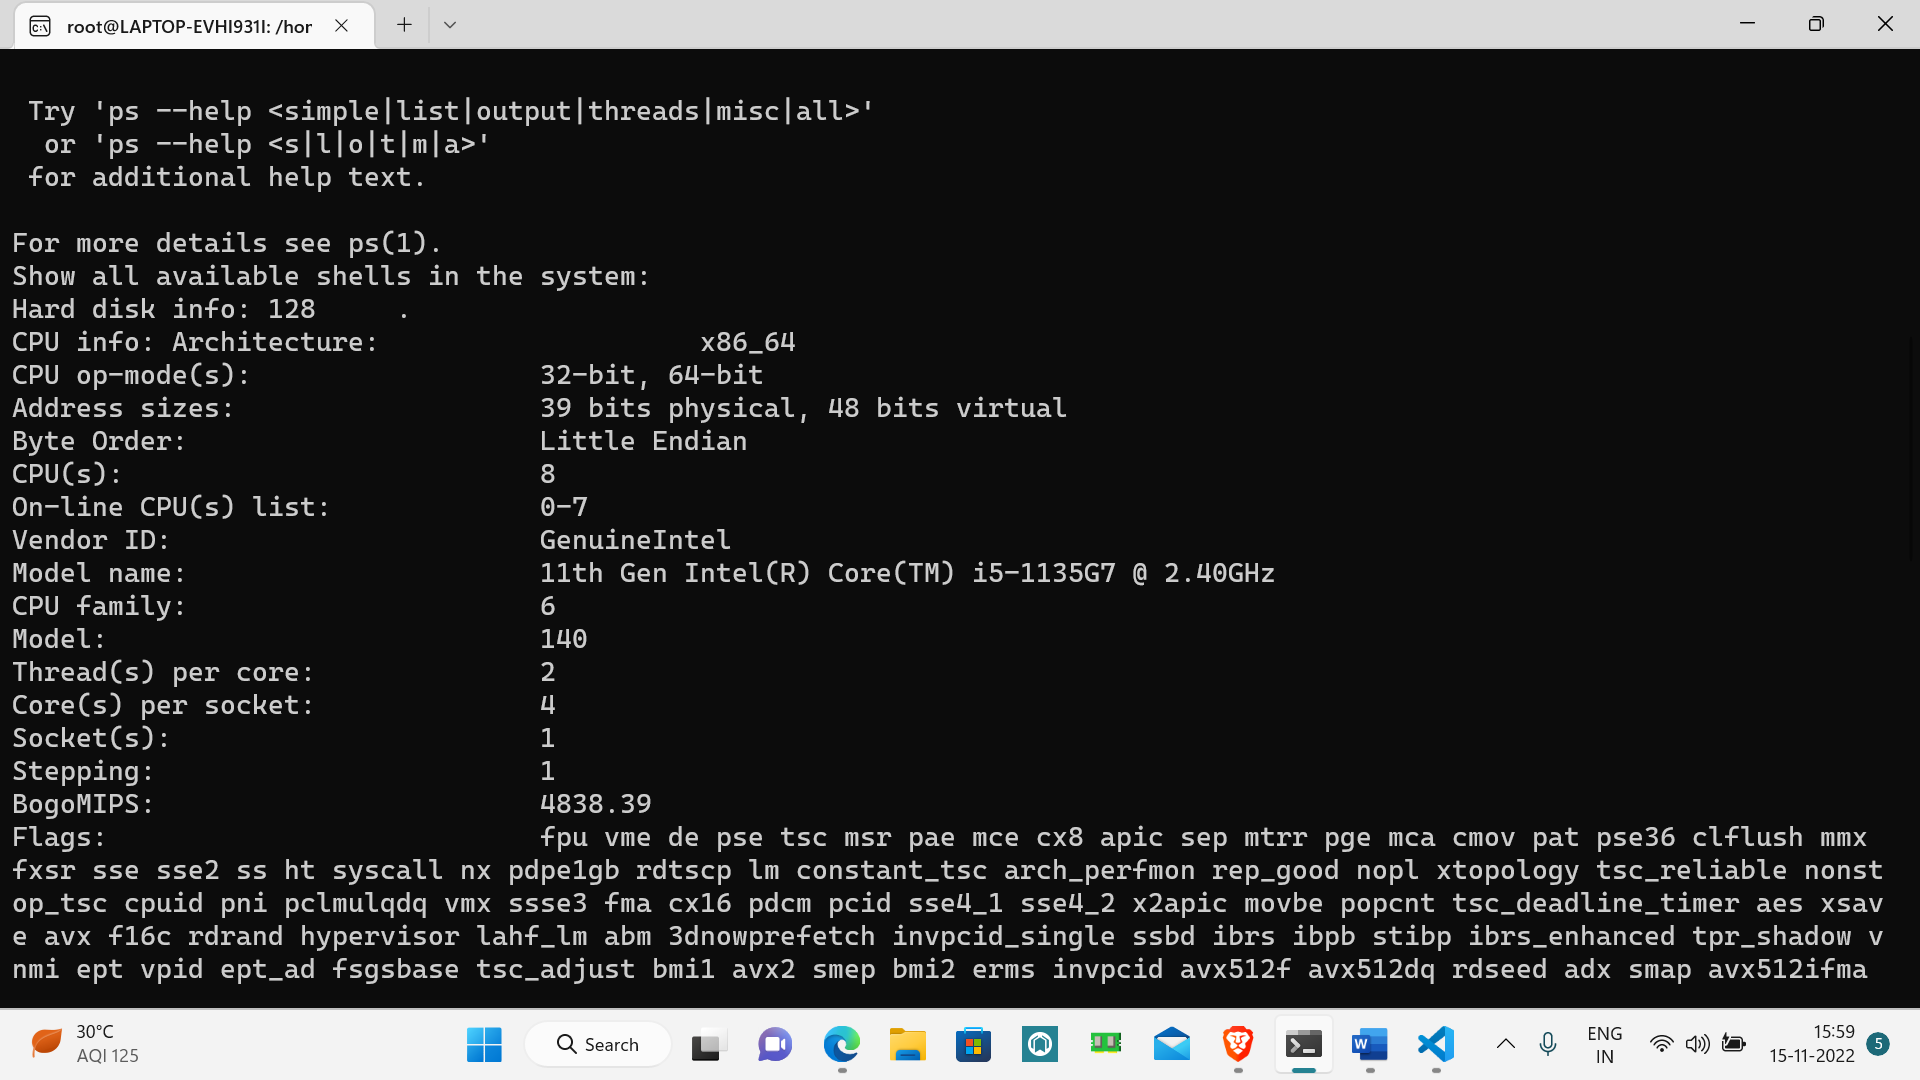 root@LAPTOP-EVHI931I: /hor
Try 'ps --help <simple|list|output|threads|misc|all>'
or 'ps --help <s|l|o|t|m|a>'
for additional help text.
For more details see ps(1).
Show all available shells in the system:
Hard disk info: 128     .
CPU info: Architecture:                    x86_64
CPU op-mode(s):                  32-bit, 64-bit
Address sizes:                   39 bits physical, 48 bits virtual
Byte Order:                      Little Endian
CPU(s):                          8
On-line CPU(s) list:             0-7
Vendor ID:                       GenuineIntel
Model name:                      11th Gen Intel(R) Core(TM) i5-1135G7 @ 2.40GHz
CPU family:                      6
Model:                           140
Thread(s) per core:              2
Core(s) per socket:              4
Socket(s):                       1
Stepping:                        1
BogoMIPS:                        4838.39
Flags:                           fpu vme de pse tsc msr pae mce cx8 apic sep mtrr pge mca cmov pat pse36 clflush mmx
fxsr sse sse2 ss ht syscall nx pdpe1gb rdtscp lm constant_tsc arch_perfmon rep_good nopl xtopology tsc_reliable nonst
op_tsc cpuid pni pclmulqdq vmx ssse3 fma cx16 pdcm pcid sse4_1 sse4_2 x2apic movbe popcnt tsc_deadline_timer aes xsav
e avx f16c rdrand hypervisor lahf_lm abm 3dnowprefetch invpcid_single ssbd ibrs ibpb stibp ibrs_enhanced tpr_shadow v
nmi ept vpid ept_ad fsgsbase tsc_adjust bmi1 avx2 smep bmi2 erms invpcid avx512f avx512dq rdseed adx smap avx512ifma
30°C
AQI 125
Search
ENG
IN
15:59
15-11-2022
5